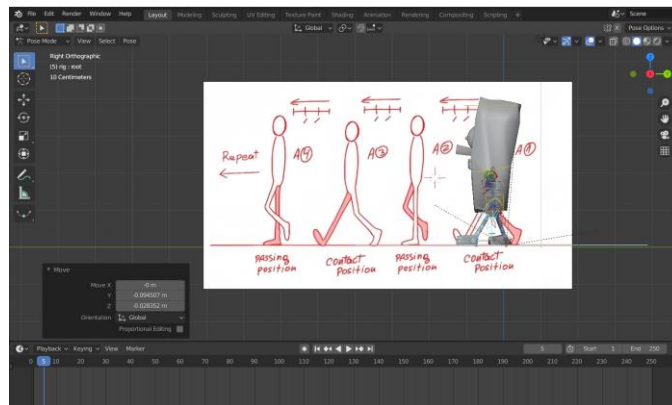 File Edit Render Window Help Layout Modeling Sculpting UV Editing Texture Paint Shading Animation Rendering Compositing Scripting + Scene
Global Pose Options
Pose Mode View Select Pose
Right Orthographic
(5) rig : root
10 Centimeters
Repeat A④ A③ A② A①
Passing Position Contact Position Passing Position Contact Position
Move
Move X -0 m
Y -0.094507 m
Z -0.028352 m
Orientation Global
Proportional Editing
Playback Keying View Marker 5 Start 1 End 250
0 5 10 20 30 40 50 60 70 80 90 100 110 120 130 140 150 160 170 180 190 200 210 220 230 240 250